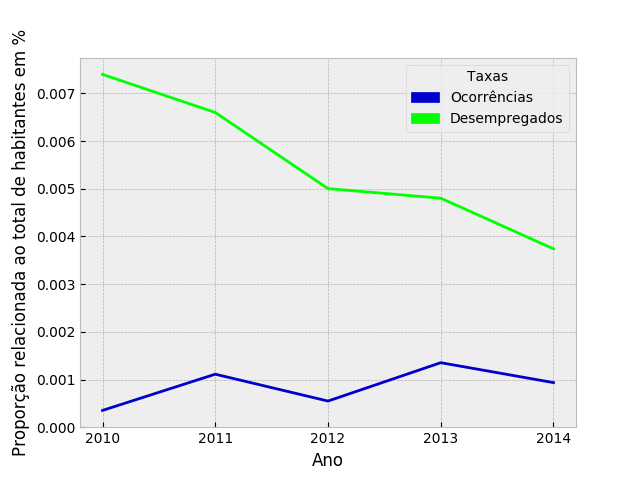 Proporção relacionada ao total de habitantes em %
0.007
0.006
0.005
0.004
0.003
0.002
0.001
0.000
Taxas
Ocorrências
Desempregados
2010 2011 2012 2013 2014
Ano